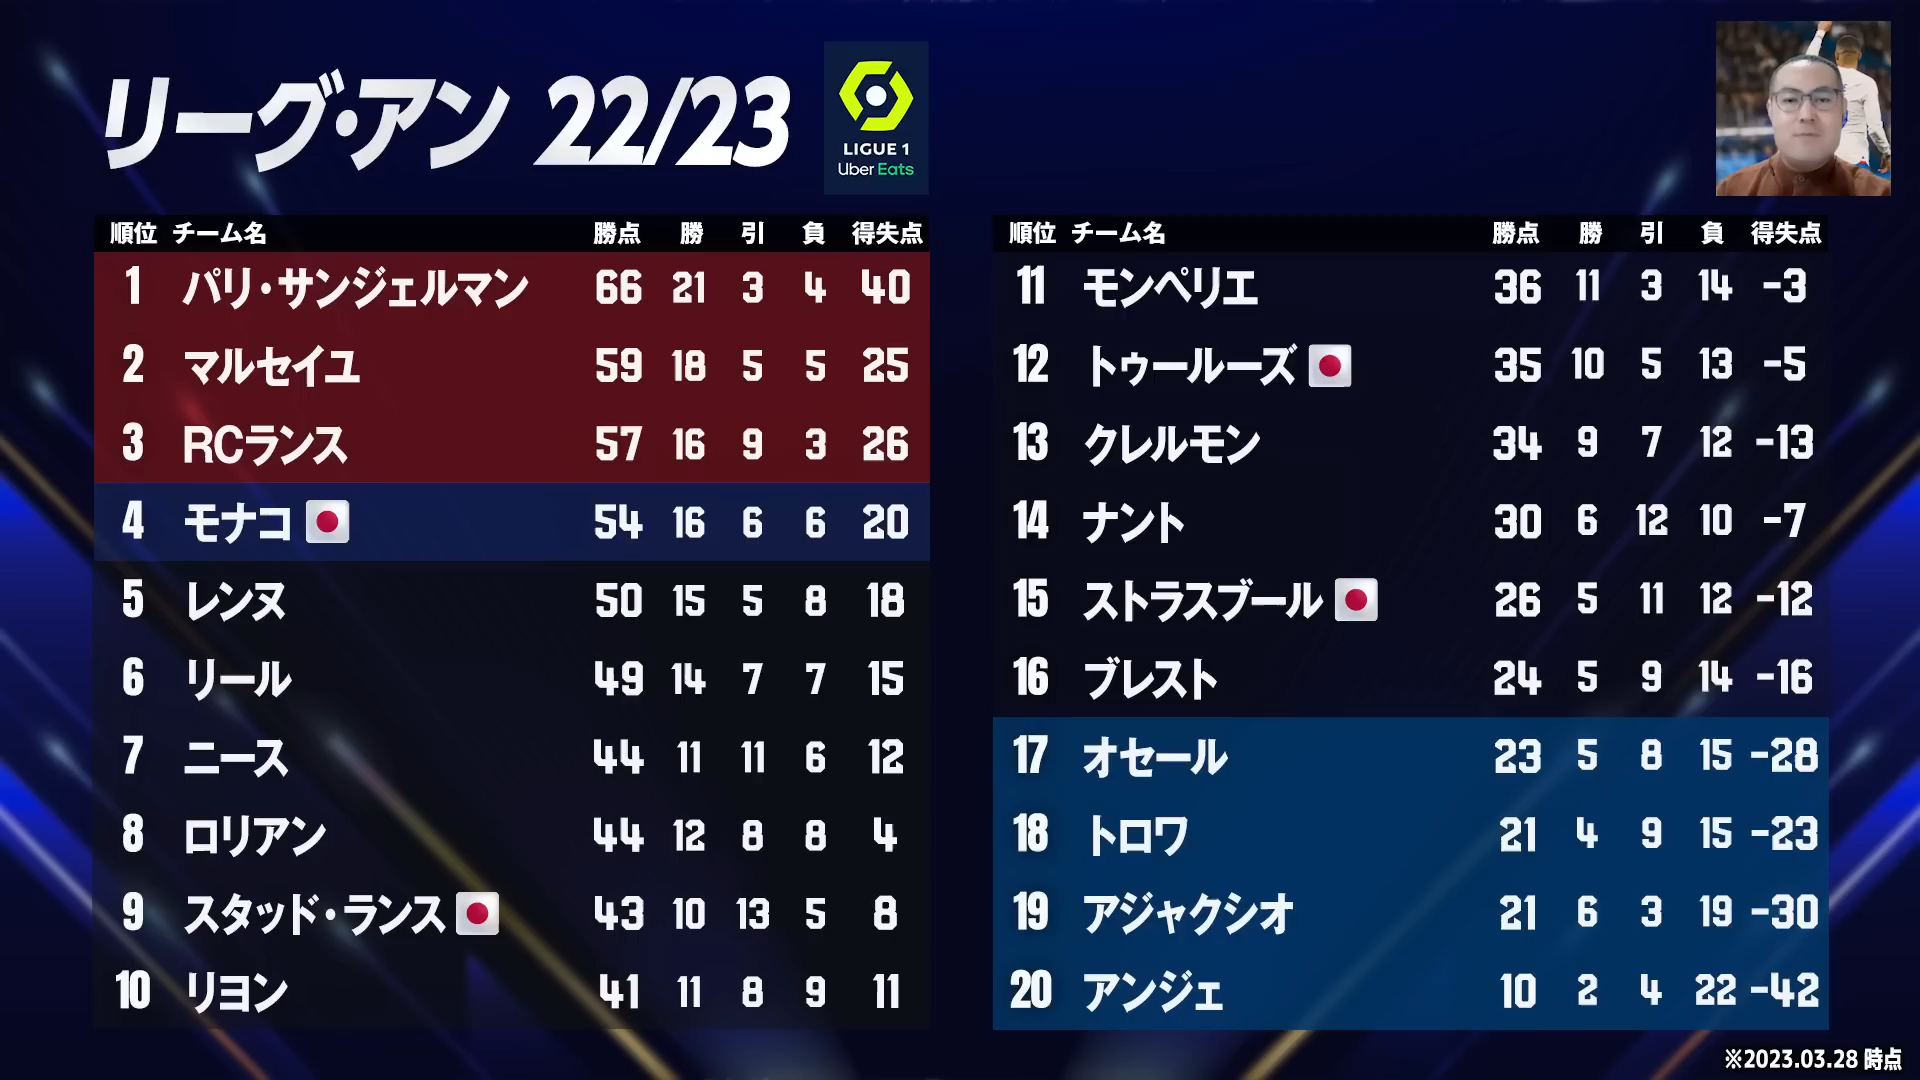 リーグ・アン 22/23
LIGUE 1
Uber Eats
順位 チーム名 勝点 勝 引 負 得失点
1 パリ・サンジェルマン 66 21 3 4 40
2 マルセイユ 59 18 5 5 25
3 RCランス 57 16 9 3 26
4 モナコ 54 16 6 6 20
5 レンヌ 50 15 5 8 18
6 リール 49 14 7 7 15
7 ニース 44 11 11 6 12
8 ロリアン 44 12 8 8 4
9 スタッド・ランス 43 10 13 5 8
10 リヨン 41 11 8 9 11
順位 チーム名 勝点 勝 引 負 得失点
11 モンペリエ 36 11 3 14 -3
12 トゥールーズ 35 10 5 13 -5
13 クレルモン 34 9 7 12 -13
14 ナント 30 6 12 10 -7
15 ストラスブール 26 5 11 12 -12
16 ブレスト 24 5 9 14 -16
17 オセール 23 5 8 15 -28
18 トロワ 21 4 9 15 -23
19 アジャクシオ 21 6 3 19 -30
20 アンジェ 10 2 4 22 -42
※2023.03.28 時点